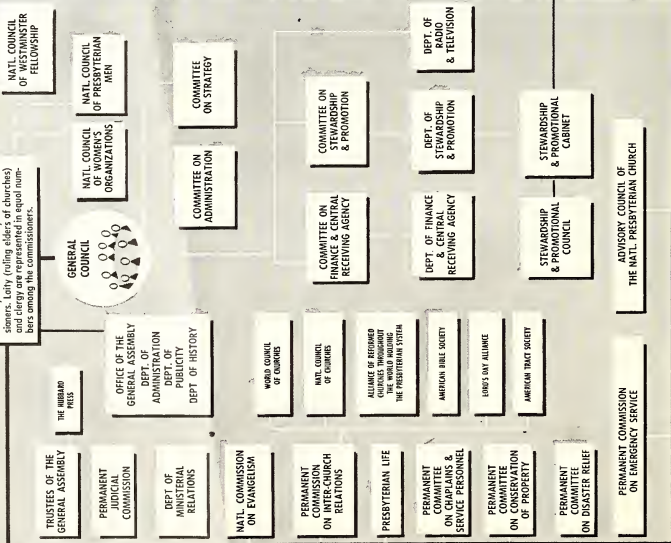 sioners. Laity (ruling elders of churches)
and clergy are represented in equal num-
bers among the commissioners.
NATL. COUNCIL
OF WESTMINSTER
FELLOWSHIP
GENERAL
COUNCIL
NATL. COUNCIL
OF WOMEN'S
ORGANIZATIONS
NATL. COUNCIL
OF PRESBYTERIAN
MEN
THE HUBBARD
PRESS
TRUSTEES OF THE
GENERAL ASSEMBLY
OFFICE OF THE
GENERAL ASSEMBLY
DEPT. OF
ADMINISTRATION
DEPT. OF
PUBLICITY
DEPT OF HISTORY
PERMANENT
JUDICIAL
COMMISSION
COMMITTEE ON
ADMINISTRATION
COMMITTEE
ON STRATEGY
DEPT OF
MINISTERIAL
RELATIONS
NATL. COMMISSION
ON EVANGELISM
WORLD COUNCIL
OF CHURCHES
PERMANENT
COMMISSION
ON INTER-CHURCH
RELATIONS
NATL. COUNCIL
OF CHURCHES
COMMITTEE ON
FINANCE & CENTRAL
RECEIVING AGENCY
COMMITTEE ON
STEWARDSHIP
& PROMOTION
ALLIANCE OF REFORMED
CHURCHES THROUGHOUT
THE WORLD HOLDING
THE PRESBYTERIAN SYSTEM
PRESBYTERIAN LIFE
DEPT. OF FINANCE
& CENTRAL
RECEIVING AGENCY
DEPT. OF
STEWARDSHIP
& PROMOTION
DEPT. OF
RADIO
& TELEVISION
PERMANENT
COMMITTEE
ON CHAPLAINS &
SERVICE PERSONNEL
AMERICAN BIBLE SOCIETY
PERMANENT
COMMITTEE
ON CONSERVATION
OF PROPERTY
LORD'S DAY ALLIANCE
STEWARDSHIP
& PROMOTIONAL
COUNCIL
STEWARDSHIP
& PROMOTIONAL
CABINET
PERMANENT
COMMITTEE
ON DISASTER RELIEF
AMERICAN TRACT SOCIETY
PERMANENT COMMISSION
ON EMERGENCY SERVICE
ADVISORY COUNCIL OF
THE NATL. PRESBYTERIAN CHURCH